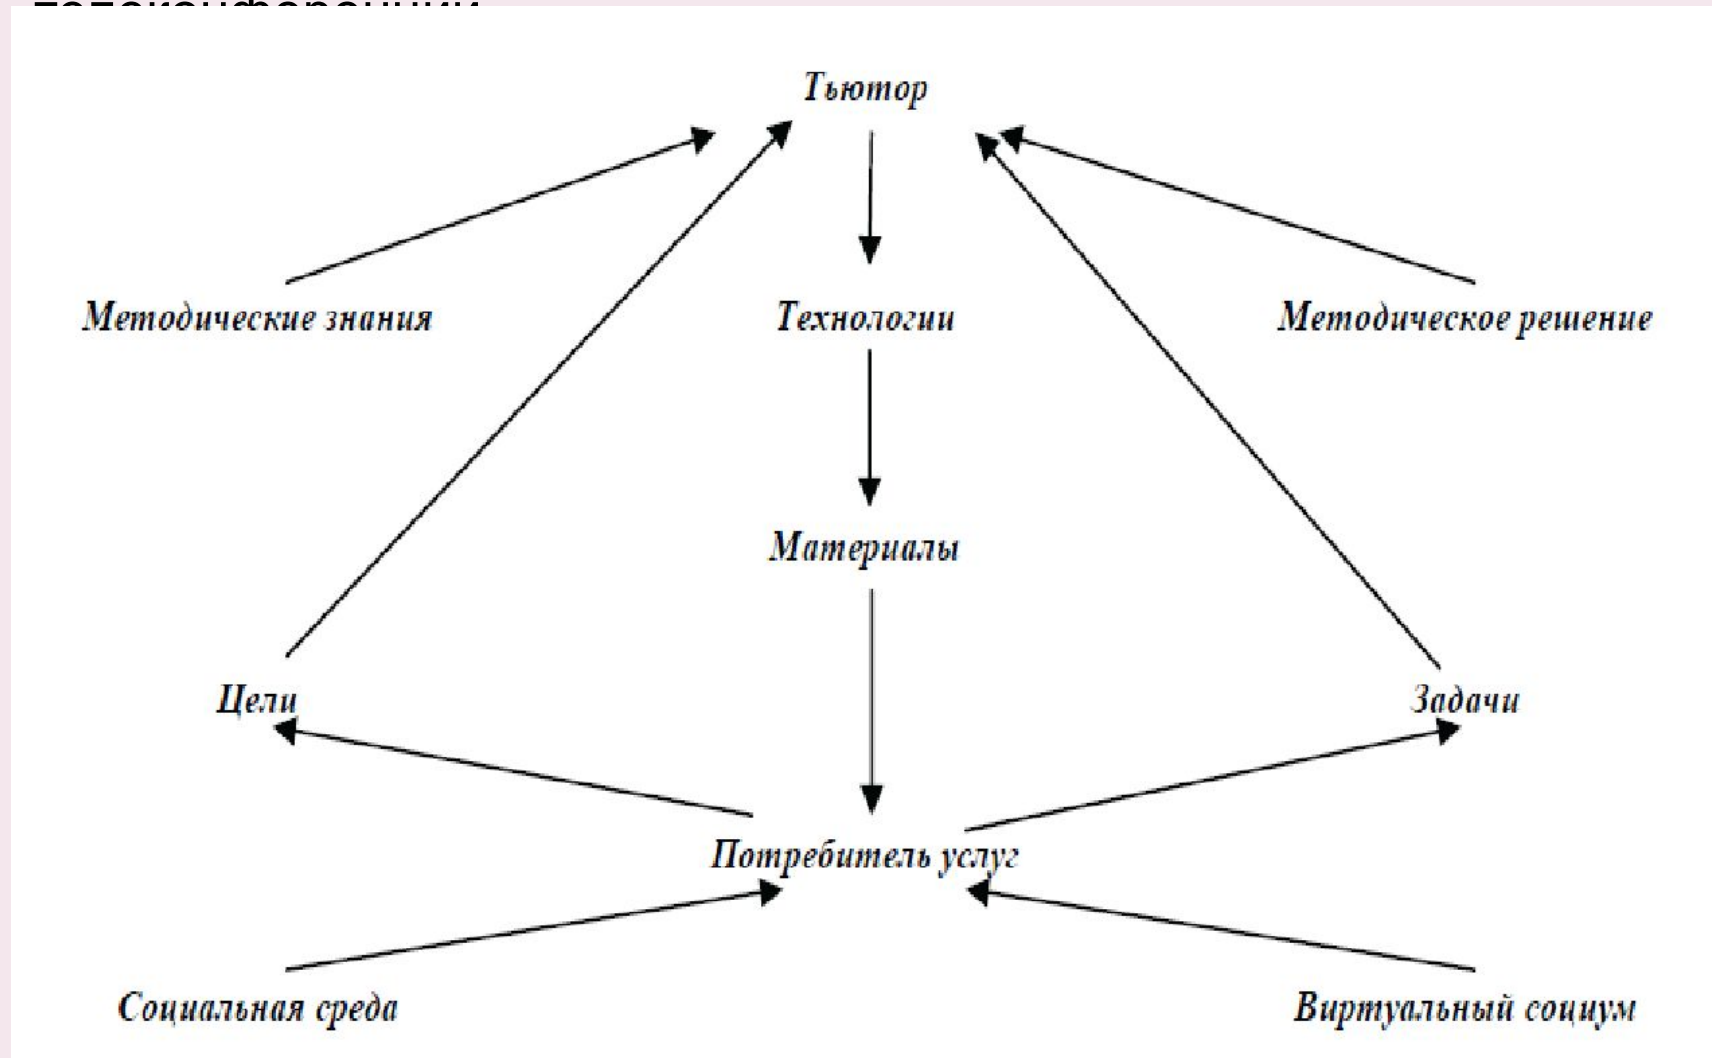 Тьютор
Методические знания
Технологии
Методическое решение
Материалы
Цели
Задачи
Потребитель услуг
Социальная среда
Виртуальный социум